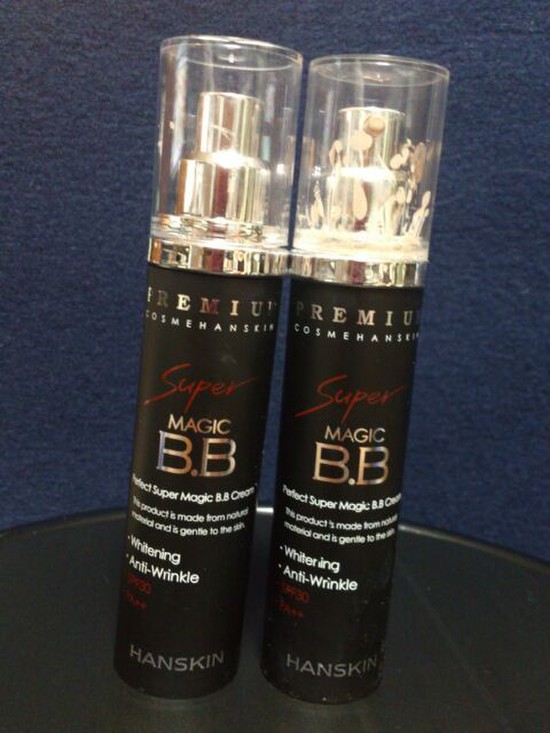 PREMIU
COSMEHANSKIN
Super
MAGIC
B.B
Perfect Super Magic B.B Cream
This product is made from natural
material and is gentle to the skin.
· Whitening
· Anti-Wrinkle
SPF30
PA++
HANSKIN
PREMIU
COSMEHANSKIN
Super
MAGIC
B.B
Perfect Super Magic B.B Cream
This product is made from natural
material and is gentle to the skin.
· Whitening
· Anti-Wrinkle
SPF30
PA++
HANSKIN